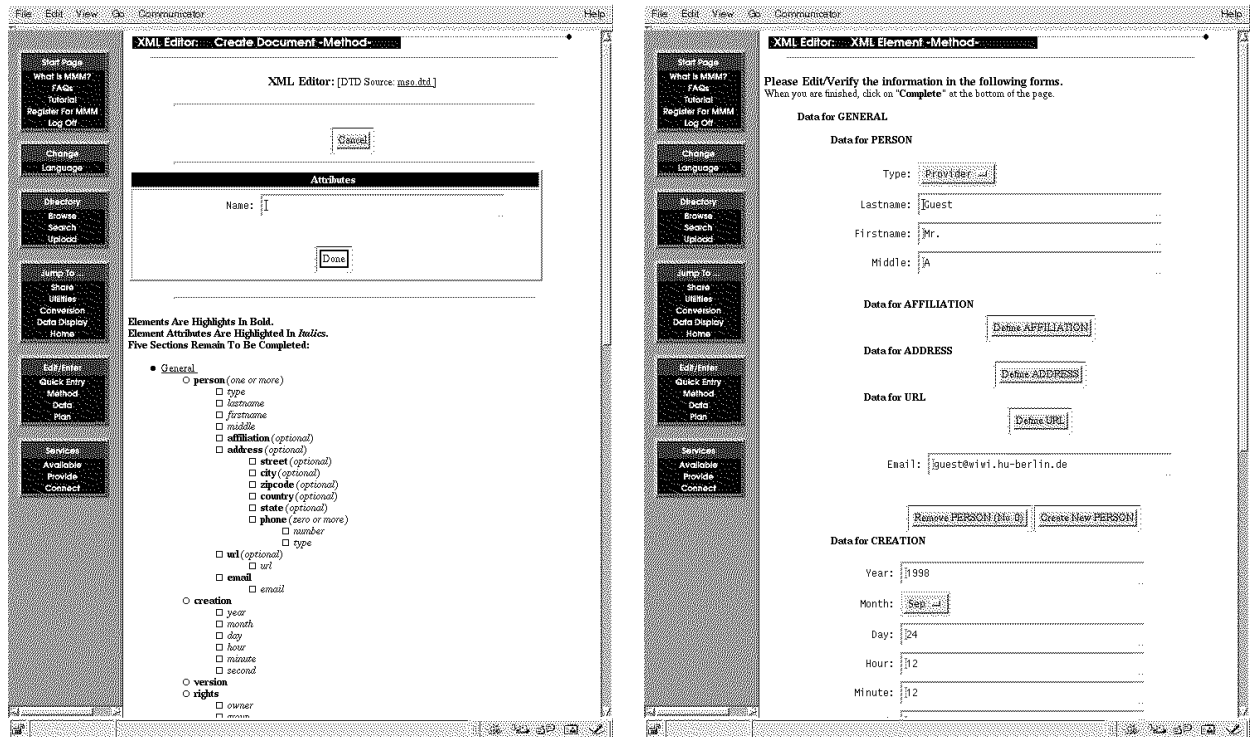 File Edit View Go Communicator Help
XML Editor: Create Document -Method-
Start Page
What Is MMM?
FAQs
Tutorial
Register For MMM
Log Off
Change
Language
Directory
Browse
Search
Upload
Jump To ...
Share
Utilities
Conversion
Data Display
Home
Edit/Enter
Quick Entry
Method
Data
Plan
Services
Available
Provide
Connect
XML Editor: [DTD Source: mso.dtd ]
Cancel
Attributes
Name:
Done
Elements Are Highlights In Bold.
Element Attributes Are Highlighted In Italics.
Five Sections Remain To Be Completed:
General
person (one or more)
type
lastname
firstname
middle
affiliation (optional)
address (optional)
street (optional)
city (optional)
zipcode (optional)
country (optional)
state (optional)
phone (zero or more)
number
type
url (optional)
url
email
email
creation
year
month
day
hour
minute
second
version
rights
owner
group
File Edit View Go Communicator Help
XML Editor: XML Element -Method-
Start Page
What Is MMM?
FAQs
Tutorial
Register For MMM
Log Off
Change
Language
Directory
Browse
Search
Upload
Jump To ...
Share
Utilities
Conversion
Data Display
Home
Edit/Enter
Quick Entry
Method
Data
Plan
Services
Available
Provide
Connect
Please Edit/Verify the information in the following forms.
When you are finished, click on "Complete" at the bottom of the page.
Data for GENERAL
Data for PERSON
Type: Provider
Lastname: Guest
Firstname: Mr.
Middle: A
Data for AFFILIATION
Define AFFILIATION
Data for ADDRESS
Define ADDRESS
Data for URL
Define URL
Email: guest@wiwi.hu-berlin.de
Remove PERSON (No. 0) Create New PERSON
Data for CREATION
Year: 1998
Month: Sep
Day: 24
Hour: 12
Minute: 12